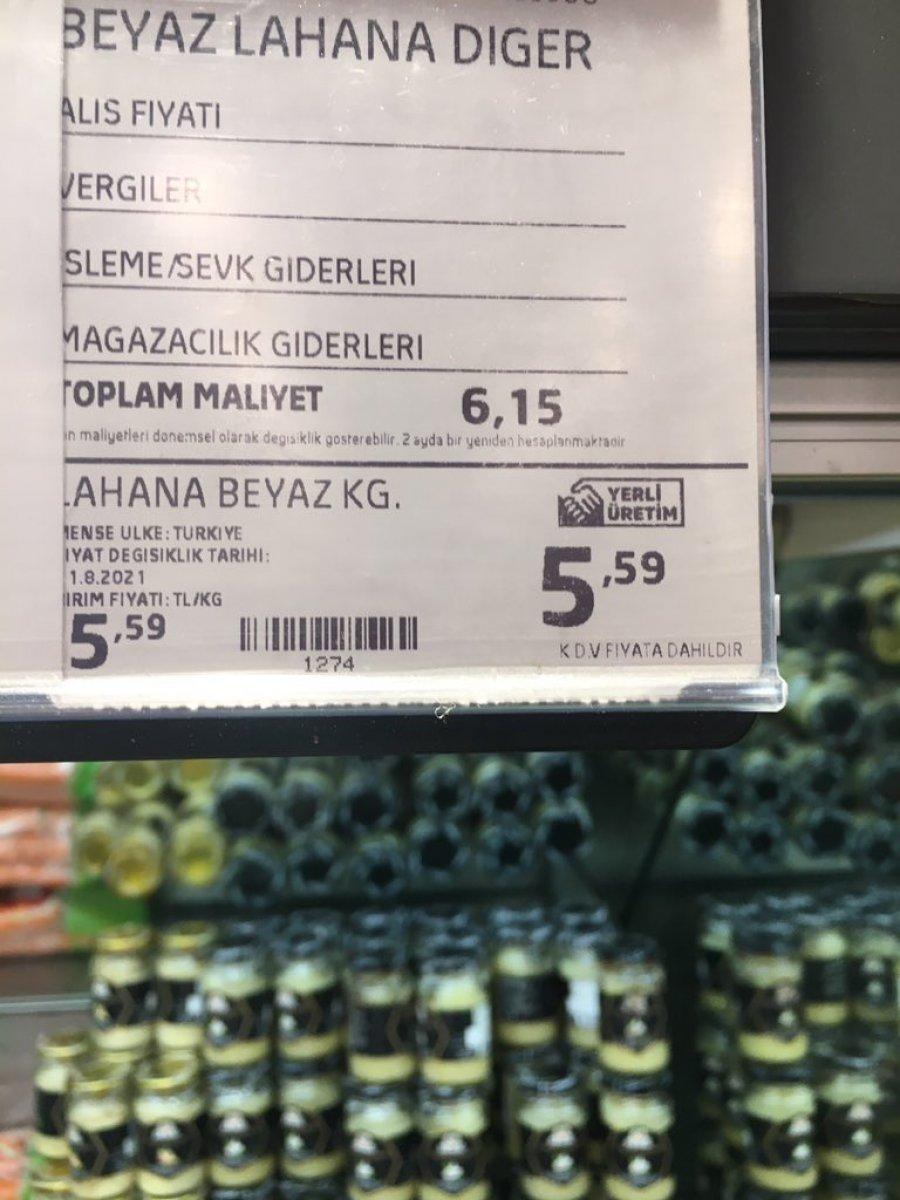 BEYAZ LAHANA DIGER
ALIS FIYATI
VERGILER
SLEME/SEVK GIDERLERI
MAGAZACILIK GIDERLERI
TOPLAM MALIYET 6,15
n maliyetleri donemsel olarak degisiklik gosterebilir. 2 ayda bir yeniden hesaplanmaktadir
LAHANA BEYAZ KG.
YERLİ
ÜRETİM
MENSE ULKE: TURKIYE
IYAT DEGISIKLIK TARIHI:
1.8.2021
IRIM FIYATI: TL/KG
5,59
5,59
1274
K.D.V FIYATA DAHILDIR